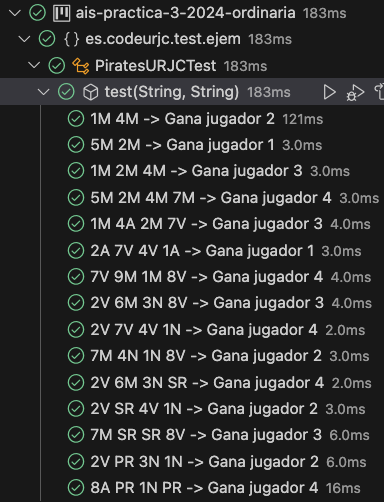 ais-practica-3-2024-ordinaria 183ms
{ } es.codeurjc.test.ejem 183ms
PiratesURJCTest 183ms
test(String, String) 183ms
1M 4M -> Gana jugador 2 121ms
5M 2M -> Gana jugador 1 3.0ms
1M 2M 4M -> Gana jugador 3 3.0ms
5M 2M 4M 7M -> Gana jugador 4 3.0ms
1M 4A 2M 7V -> Gana jugador 3 4.0ms
2A 7V 4V 1A -> Gana jugador 1 3.0ms
7V 9M 1M 8V -> Gana jugador 4 4.0ms
2V 6M 3N 8V -> Gana jugador 3 4.0ms
2V 7V 4V 1N -> Gana jugador 4 2.0ms
7M 4N 1N 8V -> Gana jugador 2 3.0ms
2V 6M 3N SR -> Gana jugador 4 2.0ms
2V SR 4V 1N -> Gana jugador 2 3.0ms
7M SR SR 8V -> Gana jugador 3 6.0ms
2V PR 3N 1N -> Gana jugador 2 6.0ms
8A PR 1N PR -> Gana jugador 4 16ms